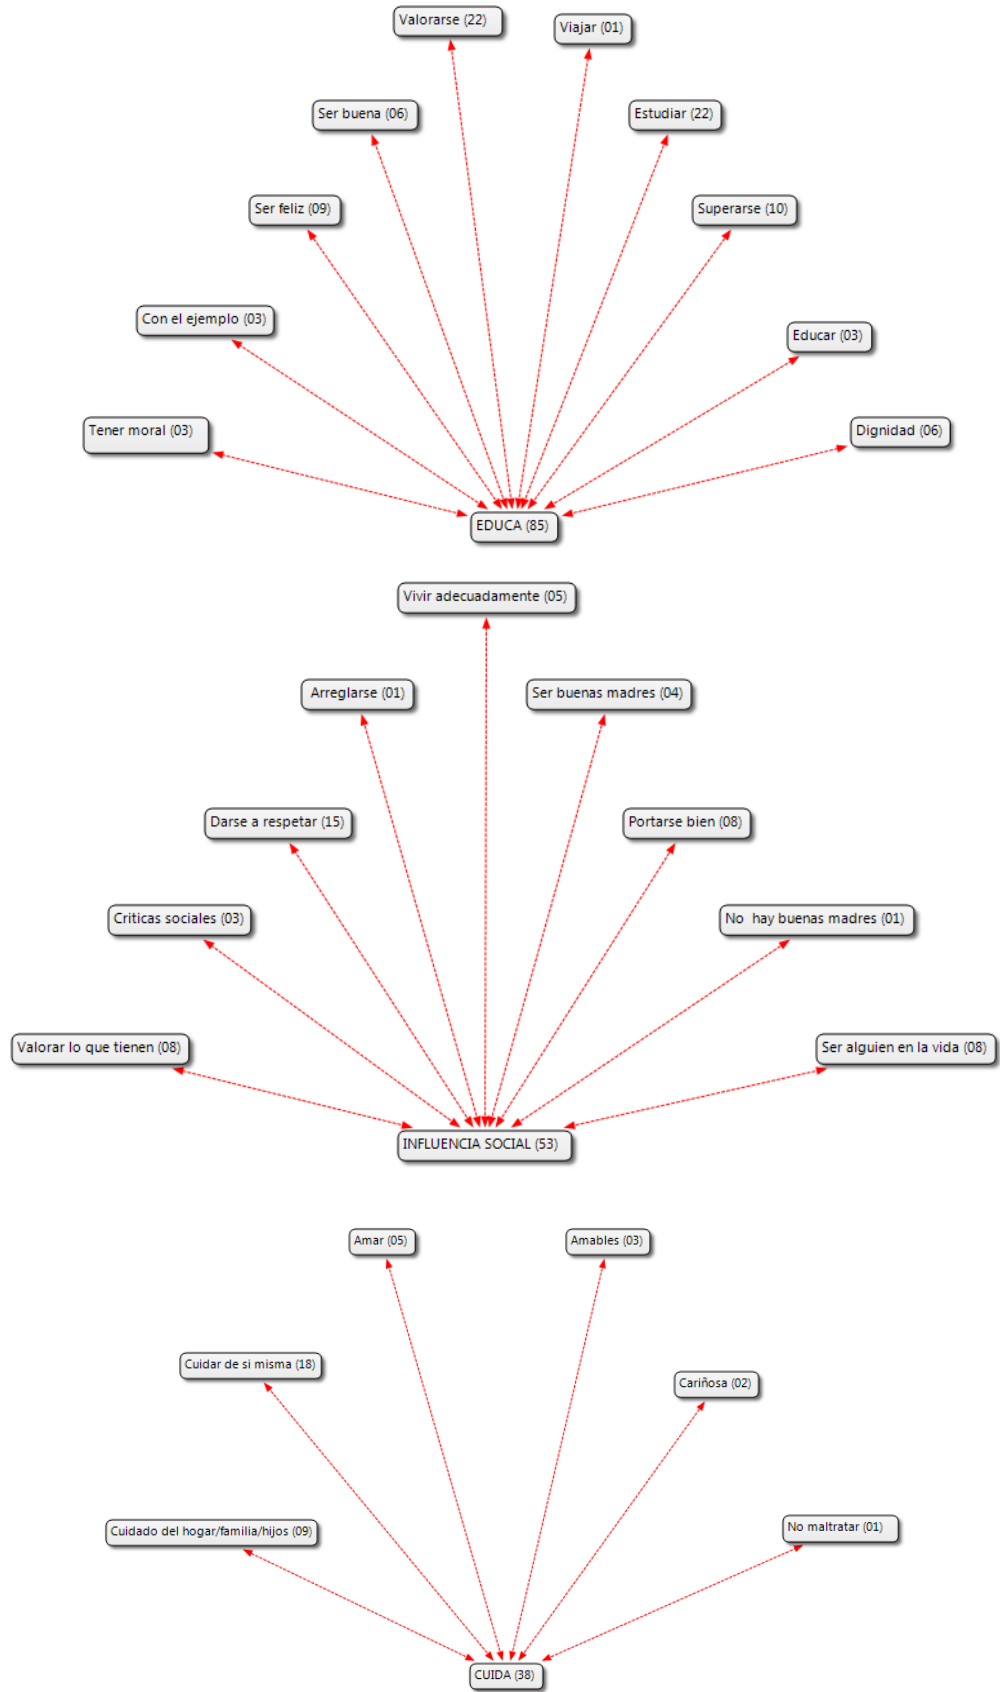 Valorarse (22)
Viajar (01)
Ser buena (06)
Estudiar (22)
Ser feliz (09)
Superarse (10)
Con el ejemplo (03)
Educar (03)
Tener moral (03)
Dignidad (06)
EDUCA (85)
Vivir adecuadamente (05)
Arreglarse (01)
Ser buenas madres (04)
Darse a respetar (15)
Portarse bien (08)
Criticas sociales (03)
No hay buenas madres (01)
Valorar lo que tienen (08)
Ser alguien en la vida (08)
INFLUENCIA SOCIAL (53)
Amar (05)
Amables (03)
Cuidar de si misma (18)
Cariñosa (02)
Cuidado del hogar/familia/hijos (09)
No maltratar (01)
CUIDA (38)